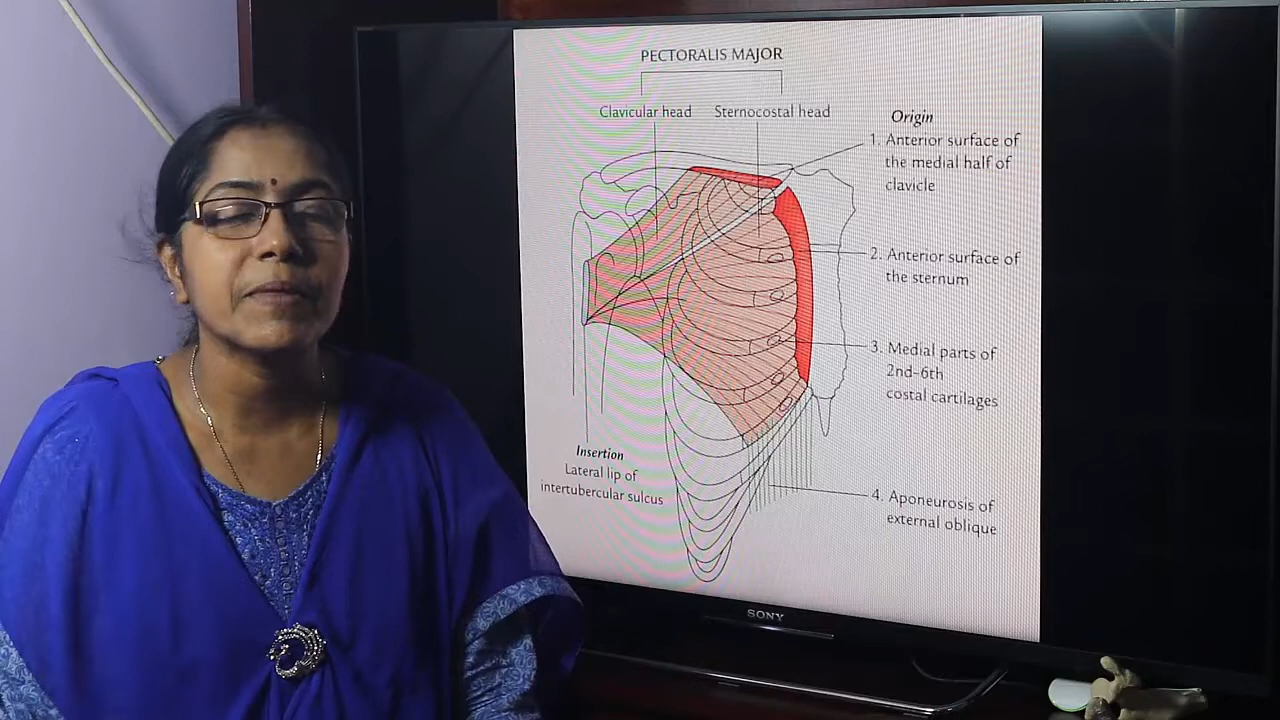 PECTORALIS MAJOR
Clavicular head
Sternocostal head
Origin
1. Anterior surface of
the medial half of
clavicle
2. Anterior surface of
the sternum
3. Medial parts of
2nd–6th
costal cartilages
4. Aponeurosis of
external oblique
Insertion
Lateral lip of
intertubercular sulcus
SONY